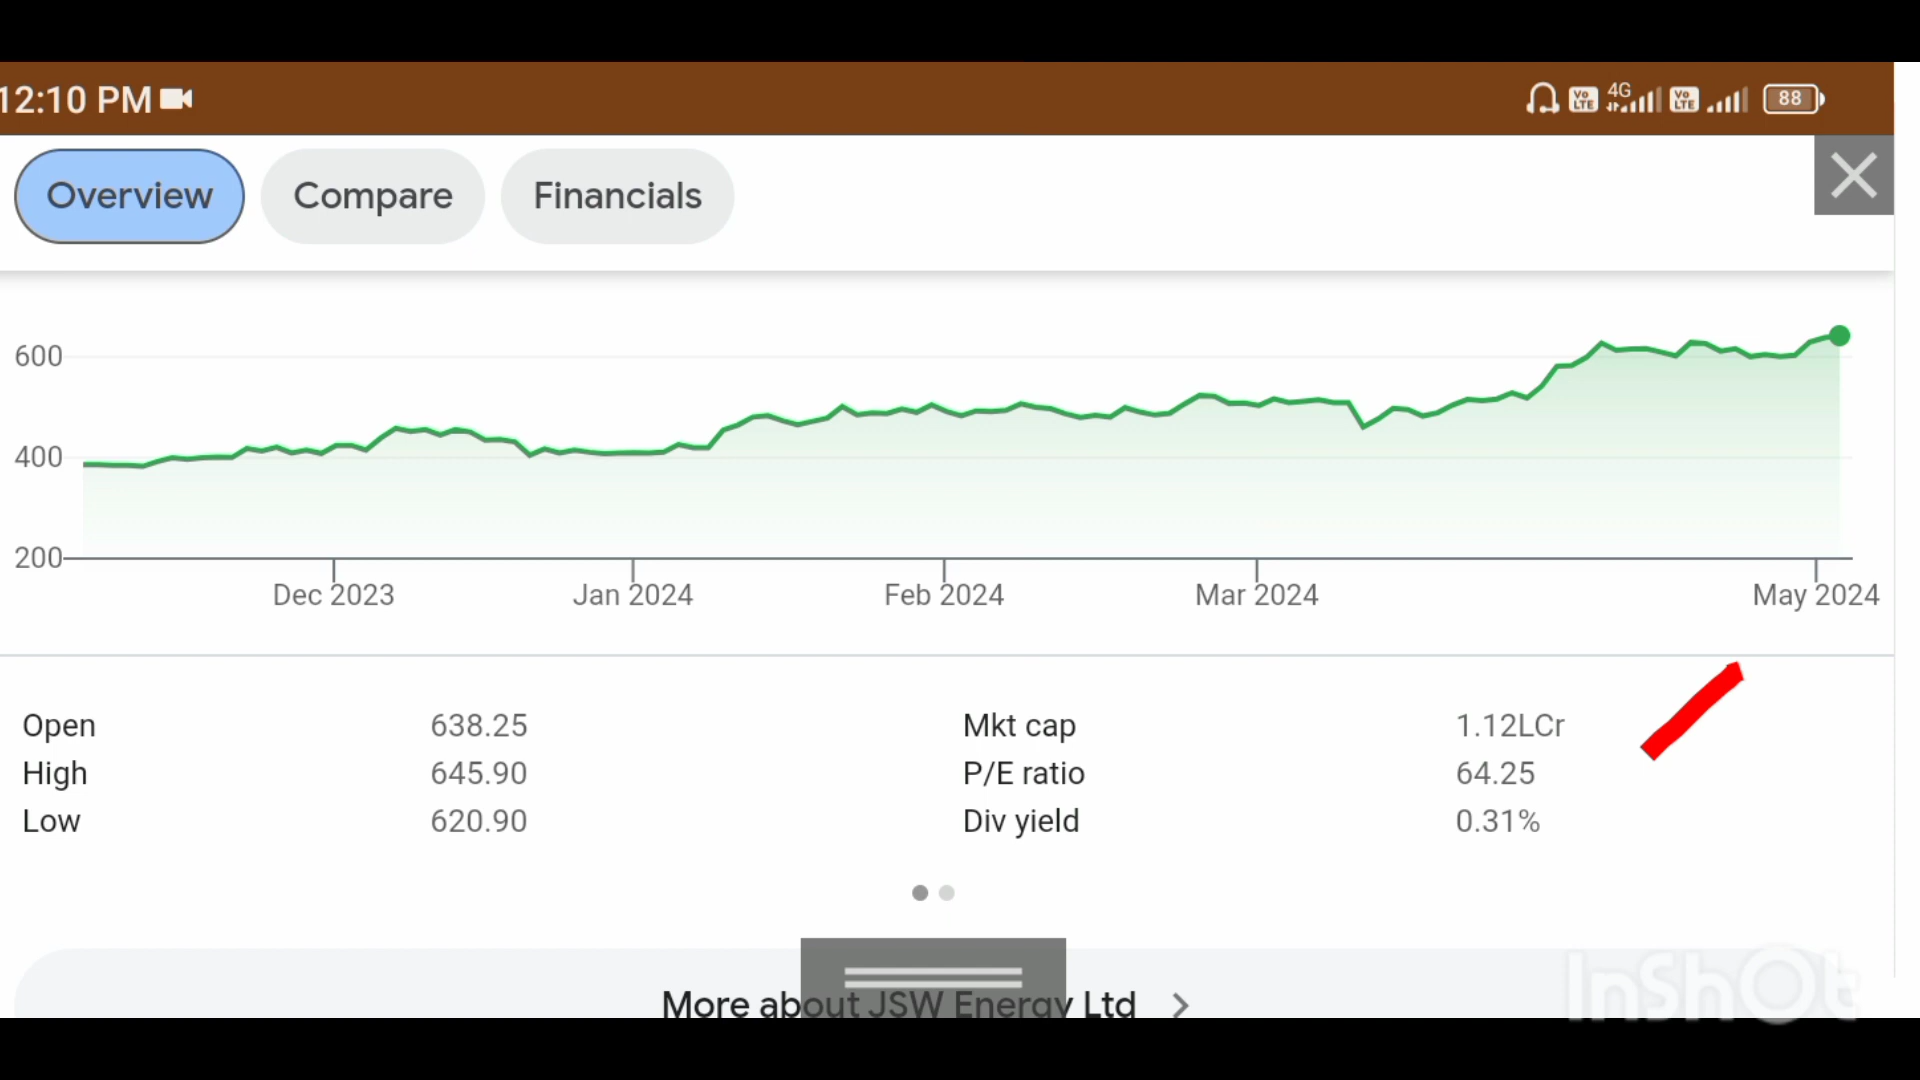 12:10 PM 4G 88
Overview Compare Financials
600
400
200
Dec 2023 Jan 2024 Feb 2024 Mar 2024 May 2024
Open 638.25 Mkt cap 1.12LCr
High 645.90 P/E ratio 64.25
Low 620.90 Div yield 0.31%
More about JSW Energy Ltd
InShOt